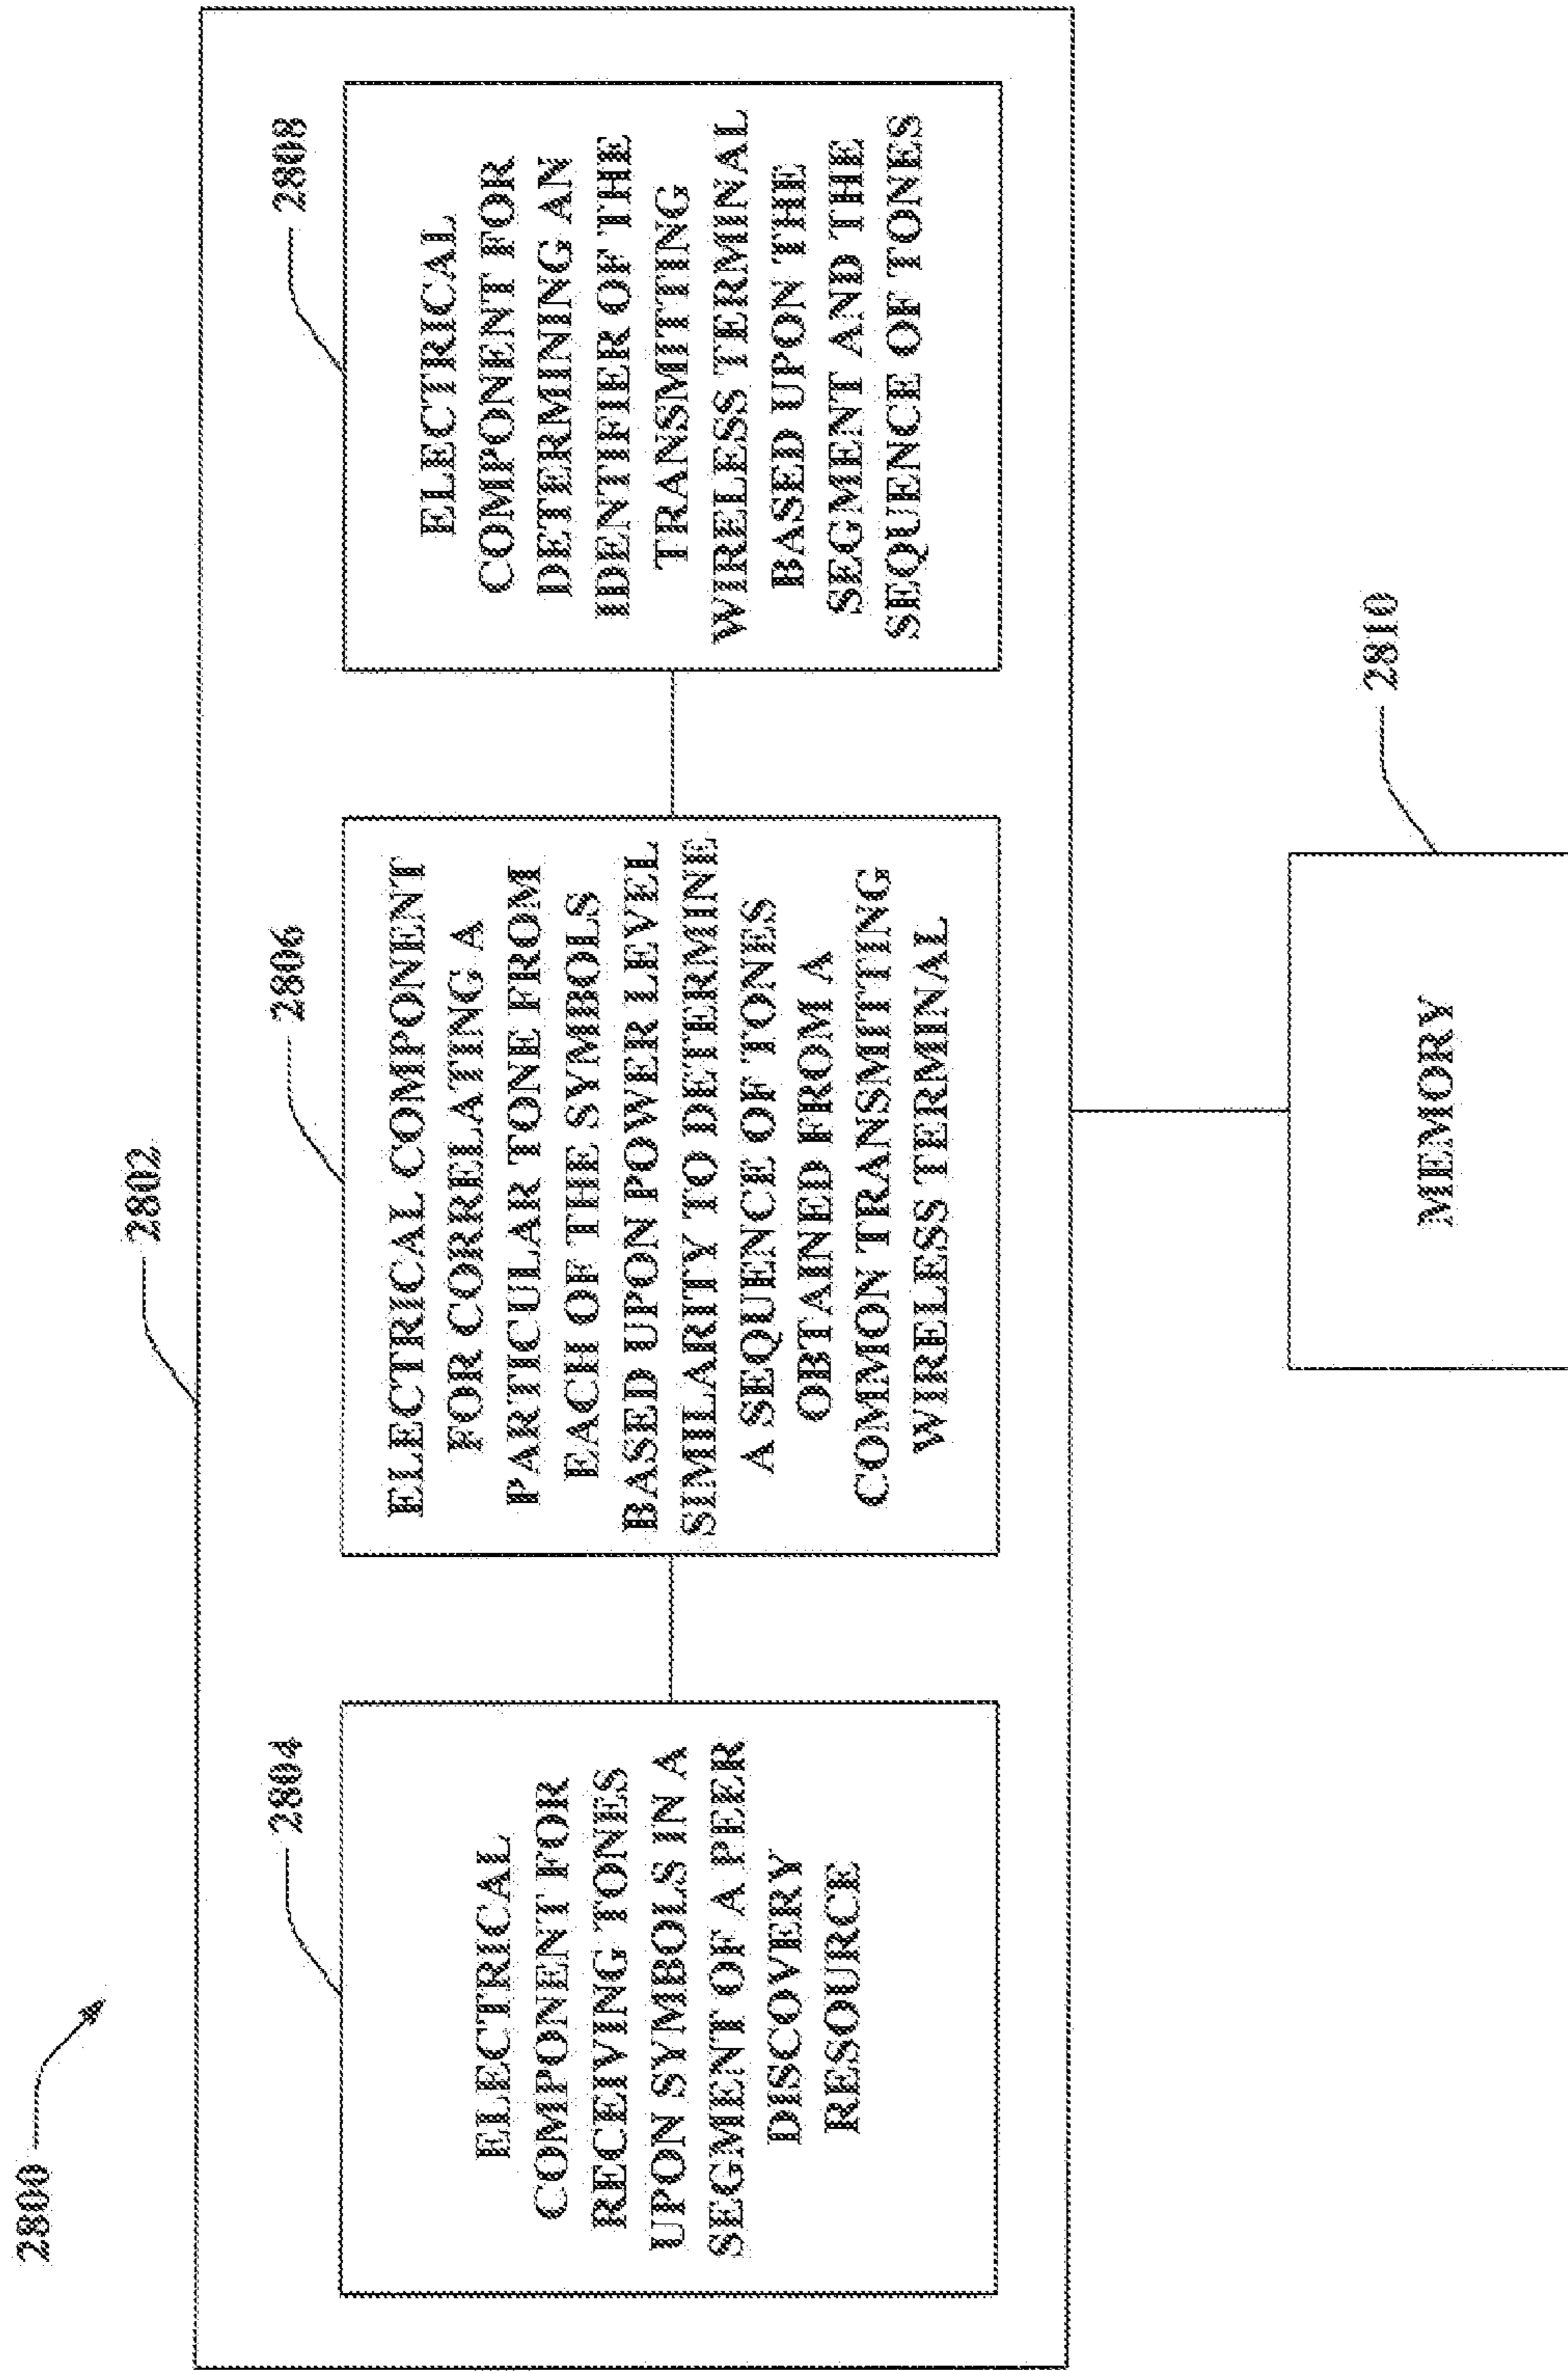 2800
2802
2804
ELECTRICAL
COMPONENT FOR
RECEIVING TONES
UPON SYMBOLS IN A
SEGMENT OF A PEER
DISCOVERY
RESOURCE
2806
ELECTRICAL COMPONENT
FOR CORRELATING A
PARTICULAR TONE FROM
EACH OF THE SYMBOLS
BASED UPON POWER LEVEL
SIMILARITY TO DETERMINE
A SEQUENCE OF TONES
OBTAINED FROM A
COMMON TRANSMITTING
WIRELESS TERMINAL
2808
ELECTRICAL
COMPONENT FOR
DETERMINING AN
IDENTIFIER OF THE
TRANSMITTING
WIRELESS TERMINAL
BASED UPON THE
SEGMENT AND THE
SEQUENCE OF TONES
2810
MEMORY